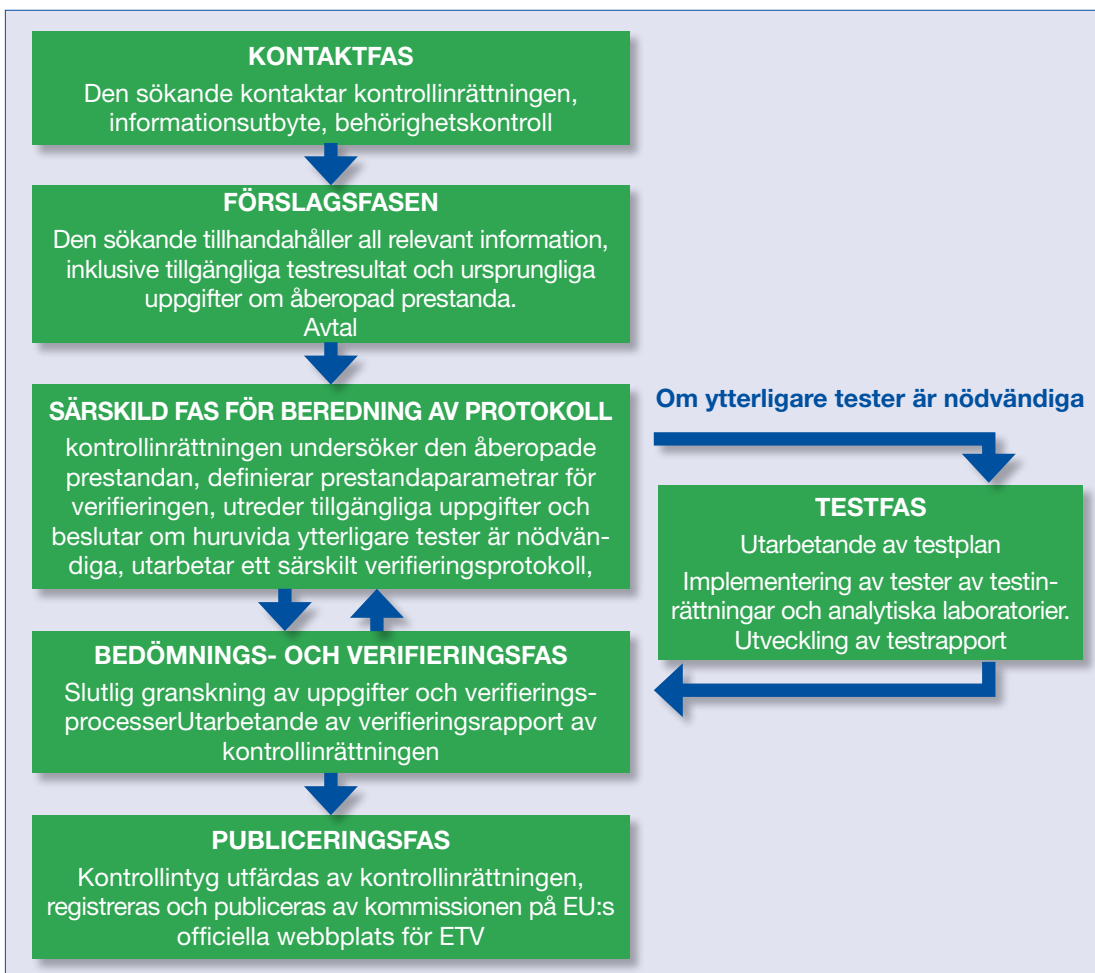 KONTAKTFAS
Den sökande kontaktar kontrollinrättningen,
informationsutbyte, behörighetskontroll
FÖRSLAGSFASEN
Den sökande tillhandahåller all relevant information,
inklusive tillgängliga testresultat och ursprungliga
uppgifter om åberopad prestanda.
Avtal
SÄRSKILD FAS FÖR BEREDNING AV PROTOKOLL
kontrollinrättningen undersöker den åberopade
prestandan, definierar prestandaparametrar för
verifieringen, utreder tillgängliga uppgifter och
beslutar om huruvida ytterligare tester är nödvän-
diga, utarbetar ett särskilt verifieringsprotokoll,
Om ytterligare tester är nödvändiga
TESTFAS
Utarbetande av testplan
Implementering av tester av testin-
rättningar och analytiska laboratorier.
Utveckling av testrapport
BEDÖMNINGS- OCH VERIFIERINGSFAS
Slutlig granskning av uppgifter och verifierings-
processerUtarbetande av verifieringsrapport av
kontrollinrättningen
PUBLICERINGSFAS
Kontrollintyg utfärdas av kontrollinrättningen,
registreras och publiceras av kommissionen på EU:s
officiella webbplats för ETV